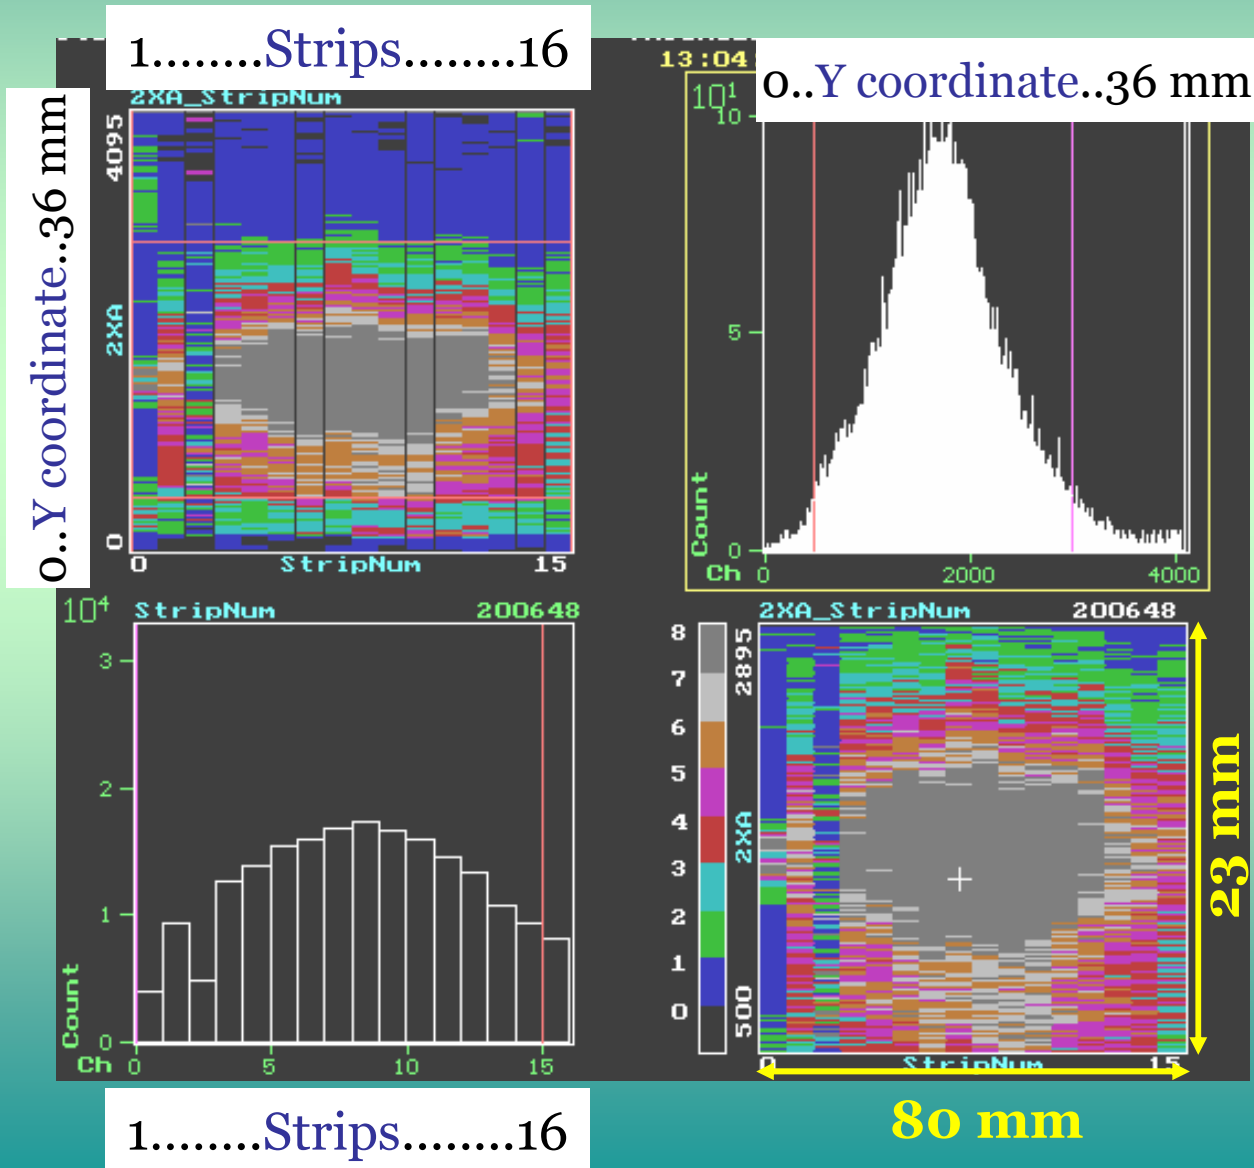 1........Strips........16
13:04
0..Y coordinate..36 mm
2XA_StripNum
10¹
0..Y coordinate..36 mm
4095
2XA
0
0 StripNum 15
10
5
0
Count
Ch 0 2000 4000
10⁴ StripNum 200648
3
2
1
0
Count
Ch 0 5 10 15
2XA_StripNum 200648
8
7
6
5
4
3
2
1
0
2895
2XA
500
0 StripNum 15
23 mm
80 mm
1........Strips........16